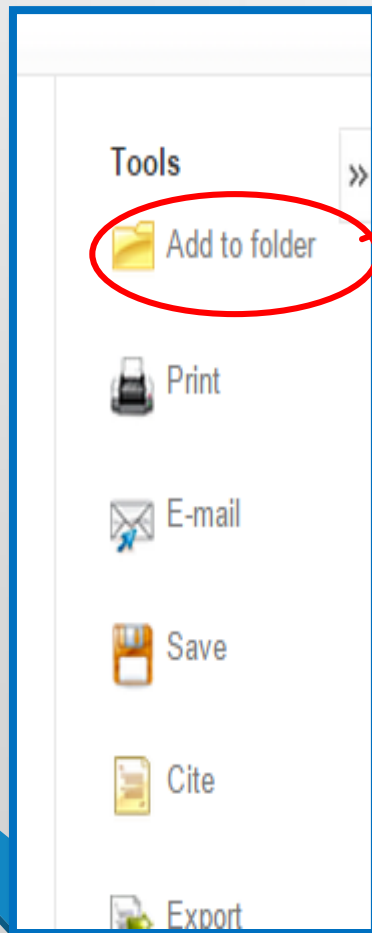 Tools
»
Add to folder
Print
E-mail
Save
Cite
Export